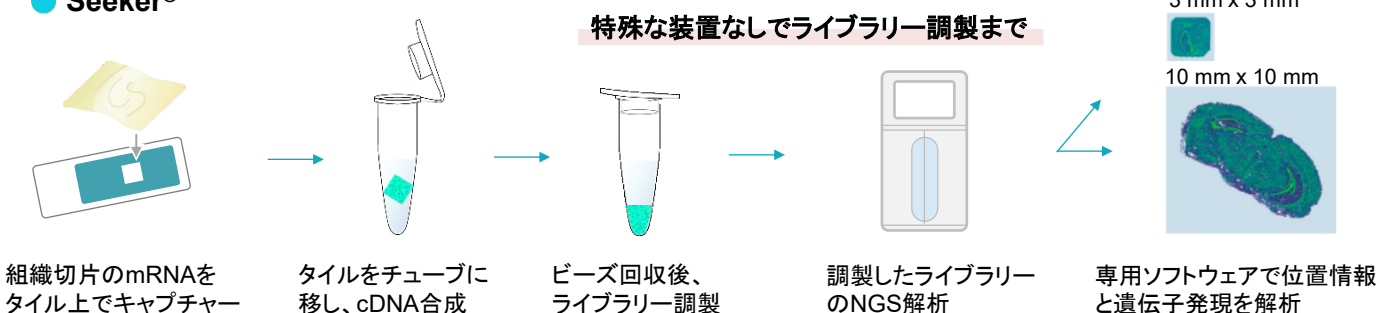 Seeker®
特殊な装置なしでライブラリー調製まで
3 mm x 3 mm
10 mm x 10 mm
組織切片のmRNAを
タイル上でキャプチャー
タイルをチューブに
移し、cDNA合成
ビーズ回収後、
ライブラリー調製
調製したライブラリー
のNGS解析
専用ソフトウェアで位置情報
と遺伝子発現を解析